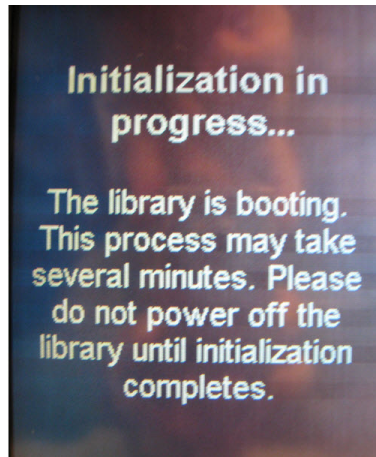 Initialization in
progress...
The library is booting.
This process may take
several minutes. Please
do not power off the
library until initialization
completes.